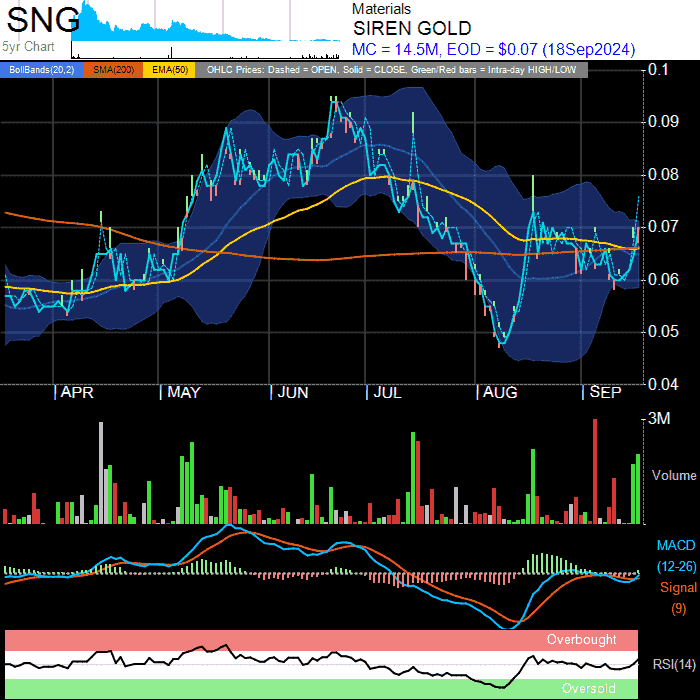 SNG
5yr Chart
Materials
SIREN GOLD
MC = 14.5M, EOD = $0.07 (18Sep2024)
BollBands(20,2) SMA(200) EMA(50) OHLC Prices: Dashed = OPEN, Solid = CLOSE, Green/Red bars = Intra-day HIGH/LOW
0.1
0.09
0.08
0.07
0.06
0.05
0.04
APR MAY JUN JUL AUG SEP
3M
Volume
MACD
(12-26)
Signal
(9)
Overbought
RSI(14)
Oversold